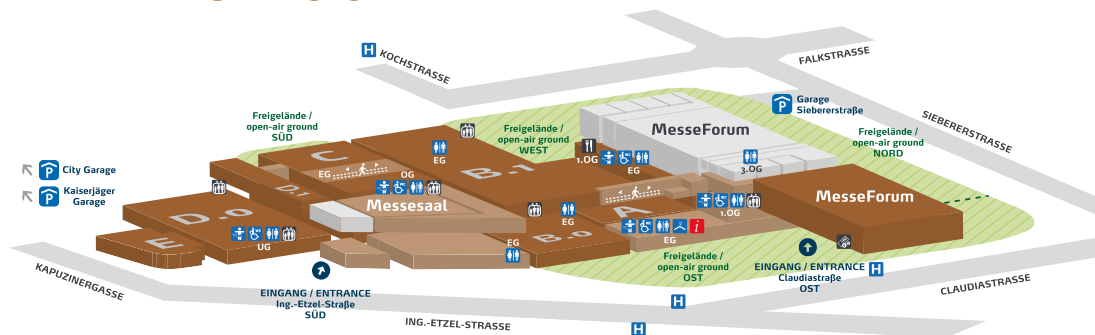 H KOCHSTRASSE
FALKSTRASSE
P Garage
Siebererstraße
SIEBERERSTRASSE
Freigelände /
open-air ground
SÜD
Freigelände /
open-air ground
WEST
MesseForum
Freigelände /
open-air ground
NORD
EG
C
EG
OG
B.1
1.OG
EG
3.OG
P City Garage
P Kaiserjäger
Garage
D.1
Messesaal
MesseForum
D.0
A
1.OG
E
UG
EG
B.0
EG
i
EG
Freigelände /
open-air ground
OST
EINGANG / ENTRANCE
Claudiastraße
OST
H
KAPUZINERGASSE
EINGANG / ENTRANCE
Ing.-Etzel-Straße
SÜD
CLAUDIASTRASSE
H
ING.-ETZEL-STRASSE
H